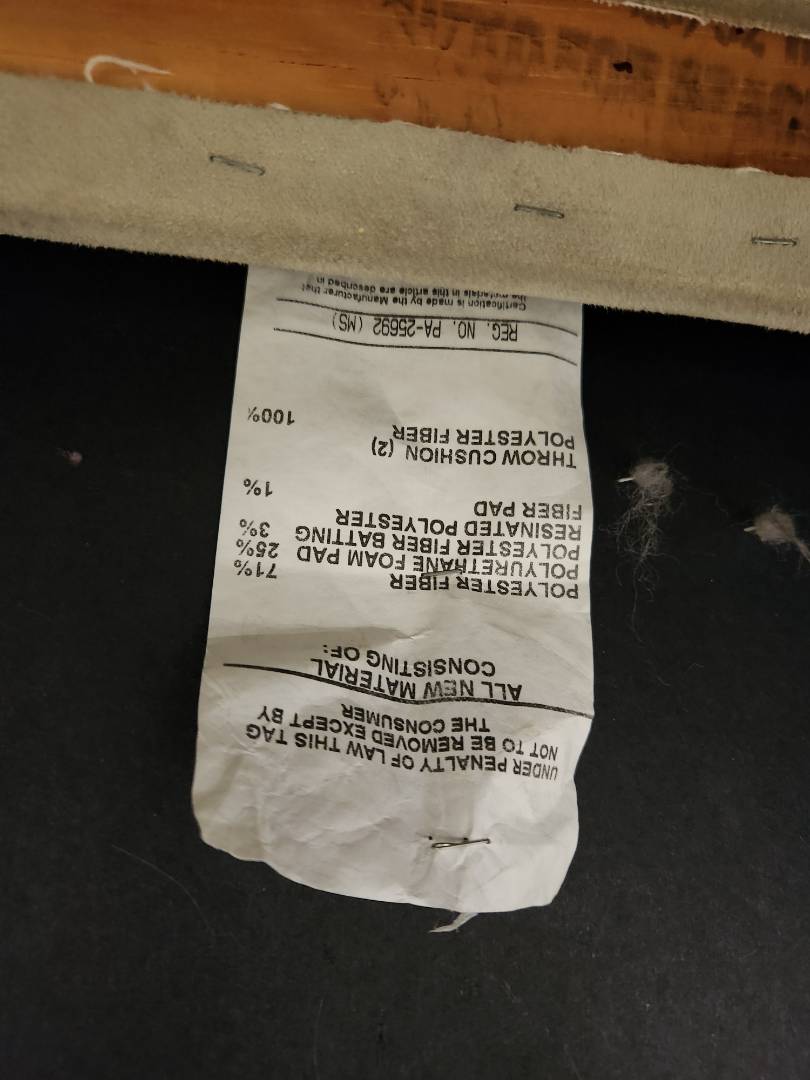 UNDER PENALTY OF LAW THIS TAG
NOT TO BE REMOVED EXCEPT BY
THE CONSUMER
ALL NEW MATERIAL
CONSISTING OF:
POLYESTER FIBER 71%
POLYURETHANE FOAM PAD 25%
POLYESTER FIBER BATTING 3%
RESINATED POLYESTER
FIBER PAD 1%
THROW CUSHION (2)
POLYESTER FIBER 100%
REG. NO. PA-25692 (MS)
Certification is made by the Manufacturer that
the materials in this article are described in